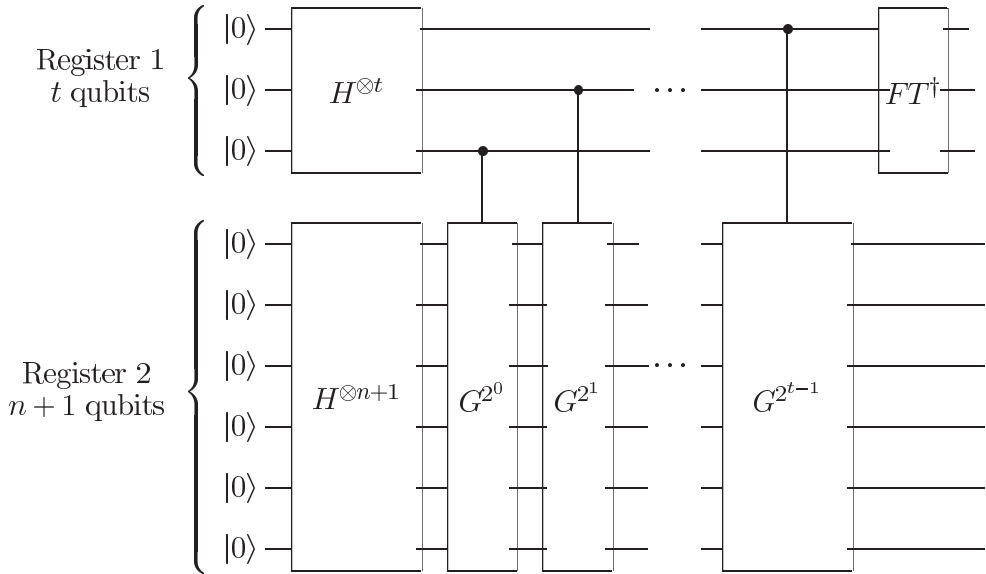 Register 1
t qubits
|0⟩
|0⟩
|0⟩
H^{⊗t}
· · ·
FT^†
Register 2
n + 1 qubits
|0⟩
|0⟩
|0⟩
|0⟩
|0⟩
|0⟩
H^{⊗n+1}
G^{2^0}
G^{2^1}
· · ·
G^{2^{t−1}}